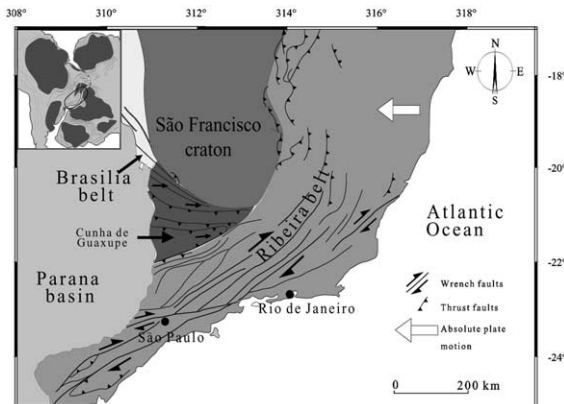 308° 310° 312° 314° 316° 318°
N
W E
S
-18°
São Francisco
craton
Brasilia
belt
-20°
Cunha de
Guaxupe
Ribeira belt
Atlantic
Ocean
Parana
basin
-22°
Wrench faults
Thrust faults
Rio de Janeiro
São Paulo
Absolute plate
motion
-24°
0 200 km